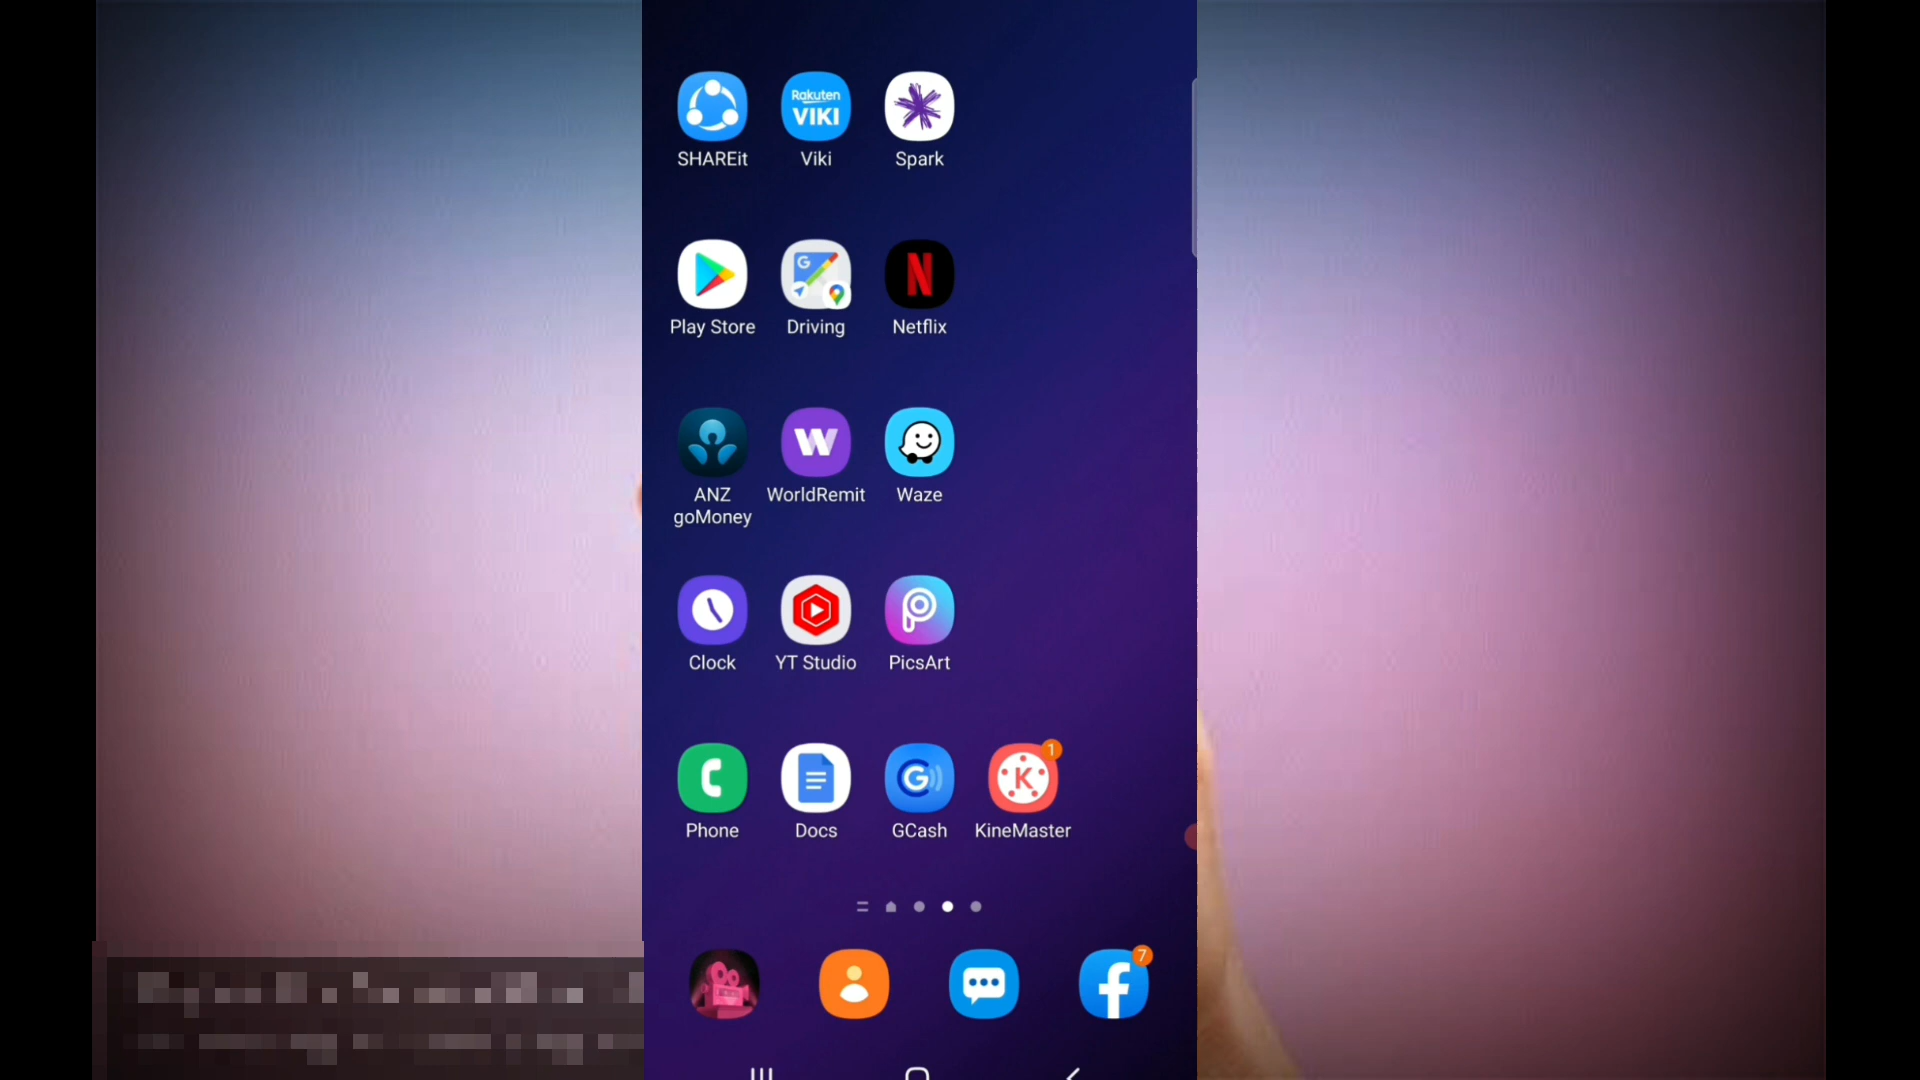 Rakuten
VIKI
SHAREit
Viki
Spark
G
N
Play Store
Driving
Netflix
W
ANZ
goMoney
WorldRemit
Waze
Clock
YT Studio
PicsArt
G
K
1
Phone
Docs
GCash
KineMaster
7
f